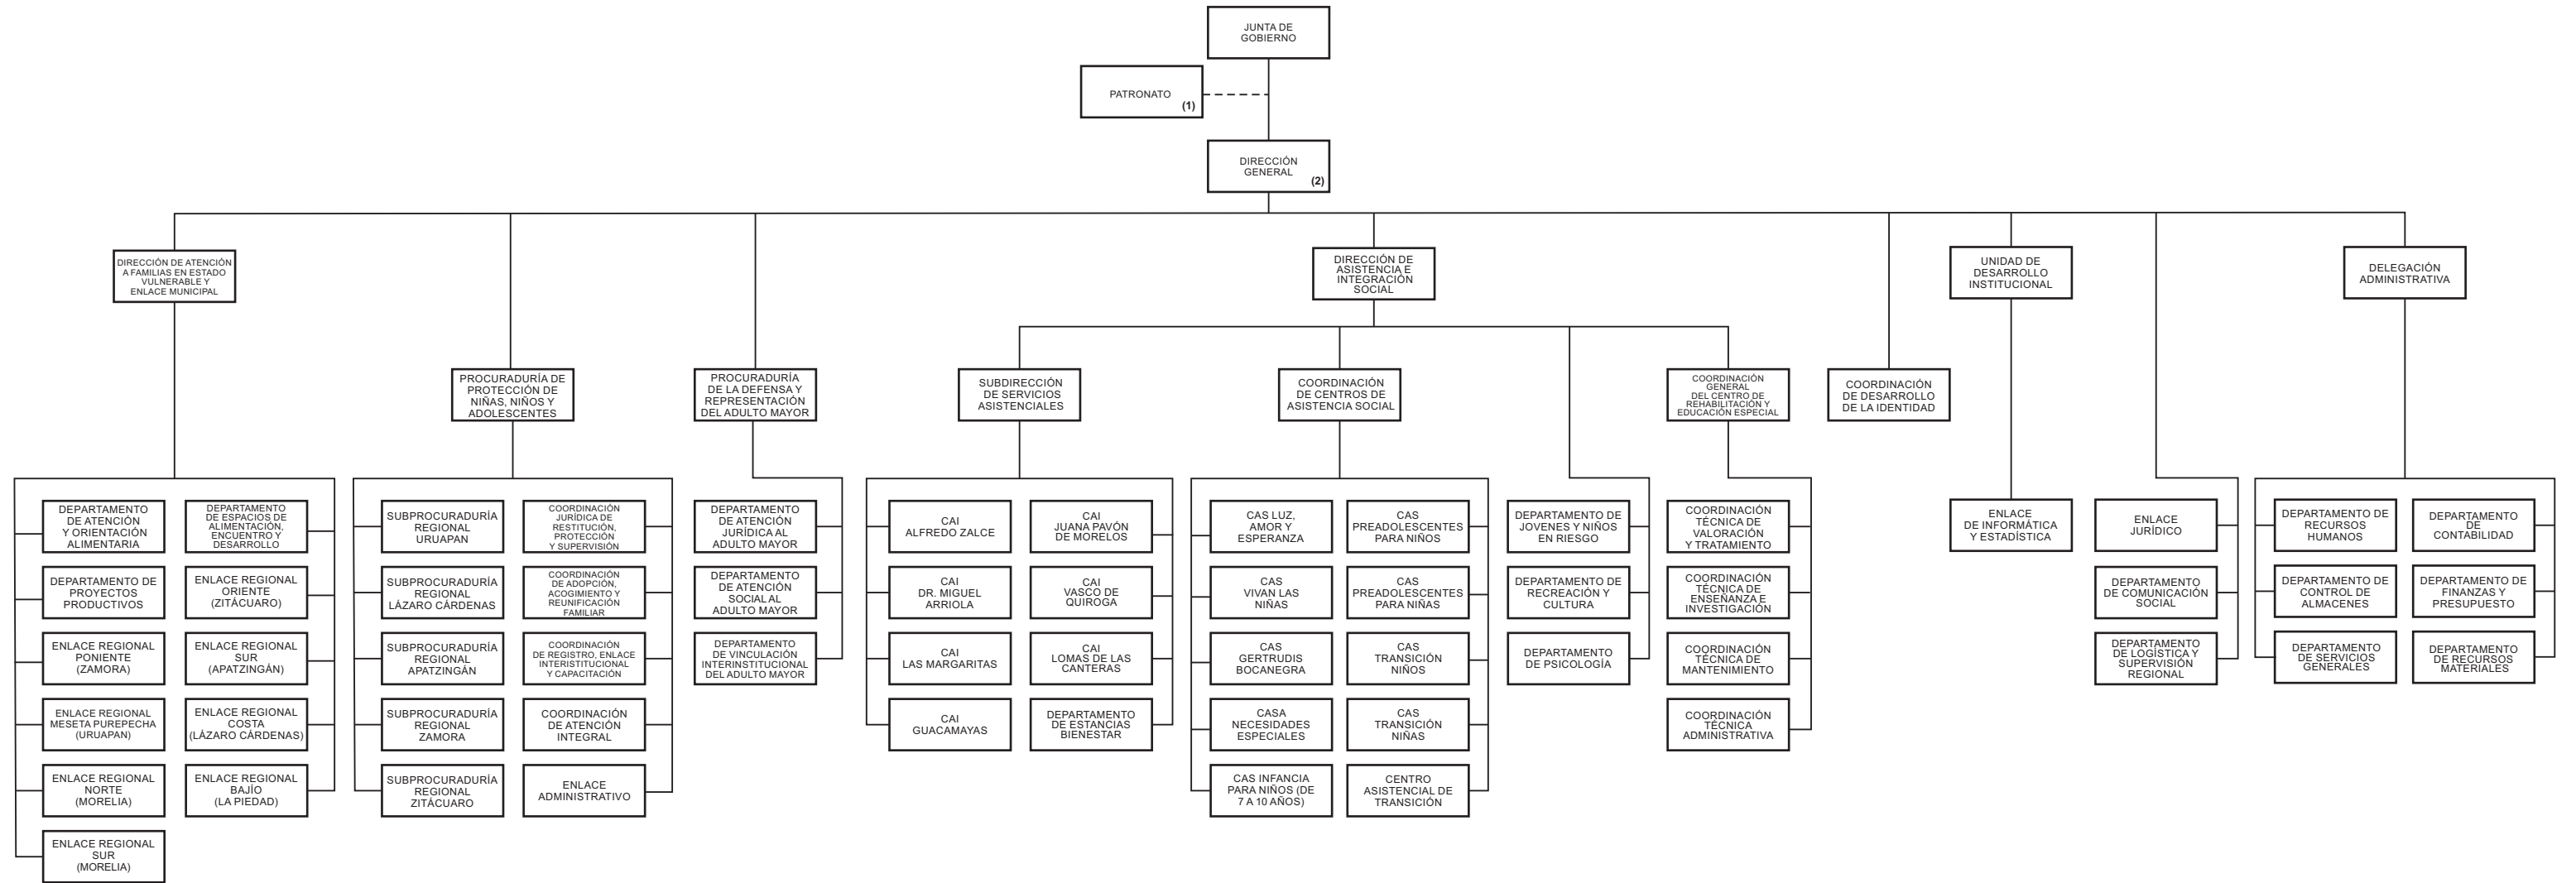 JUNTA DE
GOBIERNO
PATRONATO
(1)
DIRECCIÓN
GENERAL
(2)
DIRECCIÓN DE ATENCIÓN
A FAMILIAS EN ESTADO
VULNERABLE Y
ENLACE MUNICIPAL
DIRECCIÓN DE
ASISTENCIA E
INTEGRACIÓN
SOCIAL
UNIDAD DE
DESARROLLO
INSTITUCIONAL
DELEGACIÓN
ADMINISTRATIVA
PROCURADURÍA DE
PROTECCIÓN DE
NIÑAS, NIÑOS Y
ADOLESCENTES
PROCURADURÍA
DE LA DEFENSA Y
REPRESENTACIÓN
DEL ADULTO MAYOR
SUBDIRECCIÓN
DE SERVICIOS
ASISTENCIALES
COORDINACIÓN
DE CENTROS DE
ASISTENCIA SOCIAL
COORDINACIÓN
GENERAL
DEL CENTRO DE
REHABILITACIÓN Y
EDUCACIÓN ESPECIAL
COORDINACIÓN
DE DESARROLLO
DE LA IDENTIDAD
DEPARTAMENTO
DE ATENCIÓN
Y ORIENTACIÓN
ALIMENTARIA
DEPARTAMENTO
DE ESPACIOS DE
ALIMENTACIÓN,
ENCUENTRO Y
DESARROLLO
DEPARTAMENTO DE
PROYECTOS
PRODUCTIVOS
ENLACE REGIONAL
ORIENTE
(ZITÁCUARO)
ENLACE REGIONAL
PONIENTE
(ZAMORA)
ENLACE REGIONAL
SUR
(APATZINGÁN)
ENLACE REGIONAL
MESETA PUREPECHA
(URUAPAN)
ENLACE REGIONAL
COSTA
(LÁZARO CÁRDENAS)
ENLACE REGIONAL
NORTE
(MORELIA)
ENLACE REGIONAL
BAJÍO
(LA PIEDAD)
ENLACE REGIONAL
SUR
(MORELIA)
SUBPROCURADURÍA
REGIONAL
URUAPAN
COORDINACIÓN
JURÍDICA DE
RESTITUCIÓN,
PROTECCIÓN
Y SUPERVISIÓN
SUBPROCURADURÍA
REGIONAL
LÁZARO CÁRDENAS
COORDINACIÓN
DE ADOPCIÓN,
ACOGIMIENTO Y
REUNIFICACIÓN
FAMILIAR
SUBPROCURADURÍA
REGIONAL
APATZINGÁN
COORDINACIÓN
DE REGISTRO, ENLACE
INTERISTITUCIONAL
Y CAPACITACIÓN
SUBPROCURADURÍA
REGIONAL
ZAMORA
COORDINACIÓN
DE ATENCIÓN
INTEGRAL
SUBPROCURADURÍA
REGIONAL
ZITÁCUARO
ENLACE
ADMINISTRATIVO
DEPARTAMENTO
DE ATENCIÓN
JURÍDICA AL
ADULTO MAYOR
DEPARTAMENTO
DE ATENCIÓN
SOCIAL AL
ADULTO MAYOR
DEPARTAMENTO
DE VINCULACIÓN
INTERINSTITUCIONAL
DEL ADULTO MAYOR
CAI
ALFREDO ZALCE
CAI
JUANA PAVÓN
DE MORELOS
CAI
DR. MIGUEL
ARRIOLA
CAI
VASCO DE
QUIROGA
CAI
LAS MARGARITAS
CAI
LOMAS DE LAS
CANTERAS
CAI
GUACAMAYAS
DEPARTAMENTO
DE ESTANCIAS
BIENESTAR
CAS LUZ,
AMOR Y
ESPERANZA
CAS
PREADOLESCENTES
PARA NIÑOS
CAS
VIVAN LAS
NIÑAS
CAS
PREADOLESCENTES
PARA NIÑAS
CAS
GERTRUDIS
BOCANEGRA
CAS
TRANSICIÓN
NIÑOS
CASA
NECESIDADES
ESPECIALES
CAS
TRANSICIÓN
NIÑAS
CAS INFANCIA
PARA NIÑOS (DE
7 A 10 AÑOS)
CENTRO
ASISTENCIAL DE
TRANSICIÓN
DEPARTAMENTO DE
JOVENES Y NIÑOS
EN RIESGO
DEPARTAMENTO DE
RECREACIÓN Y
CULTURA
DEPARTAMENTO
DE PSICOLOGÍA
COORDINACIÓN
TÉCNICA DE
VALORACIÓN
Y TRATAMIENTO
COORDINACIÓN
TÉCNICA DE
ENSEÑANZA E
INVESTIGACIÓN
COORDINACIÓN
TÉCNICA DE
MANTENIMIENTO
COORDINACIÓN
TÉCNICA
ADMINISTRATIVA
ENLACE
DE INFORMÁTICA
Y ESTADÍSTICA
ENLACE
JURÍDICO
DEPARTAMENTO
DE COMUNICACIÓN
SOCIAL
DEPARTAMENTO
DE LOGÍSTICA Y
SUPERVISIÓN
REGIONAL
DEPARTAMENTO DE
RECURSOS
HUMANOS
DEPARTAMENTO
DE
CONTABILIDAD
DEPARTAMENTO DE
CONTROL DE
ALMACENES
DEPARTAMENTO DE
FINANZAS Y
PRESUPUESTO
DEPARTAMENTO
DE SERVICIOS
GENERALES
DEPARTAMENTO
DE RECURSOS
MATERIALES